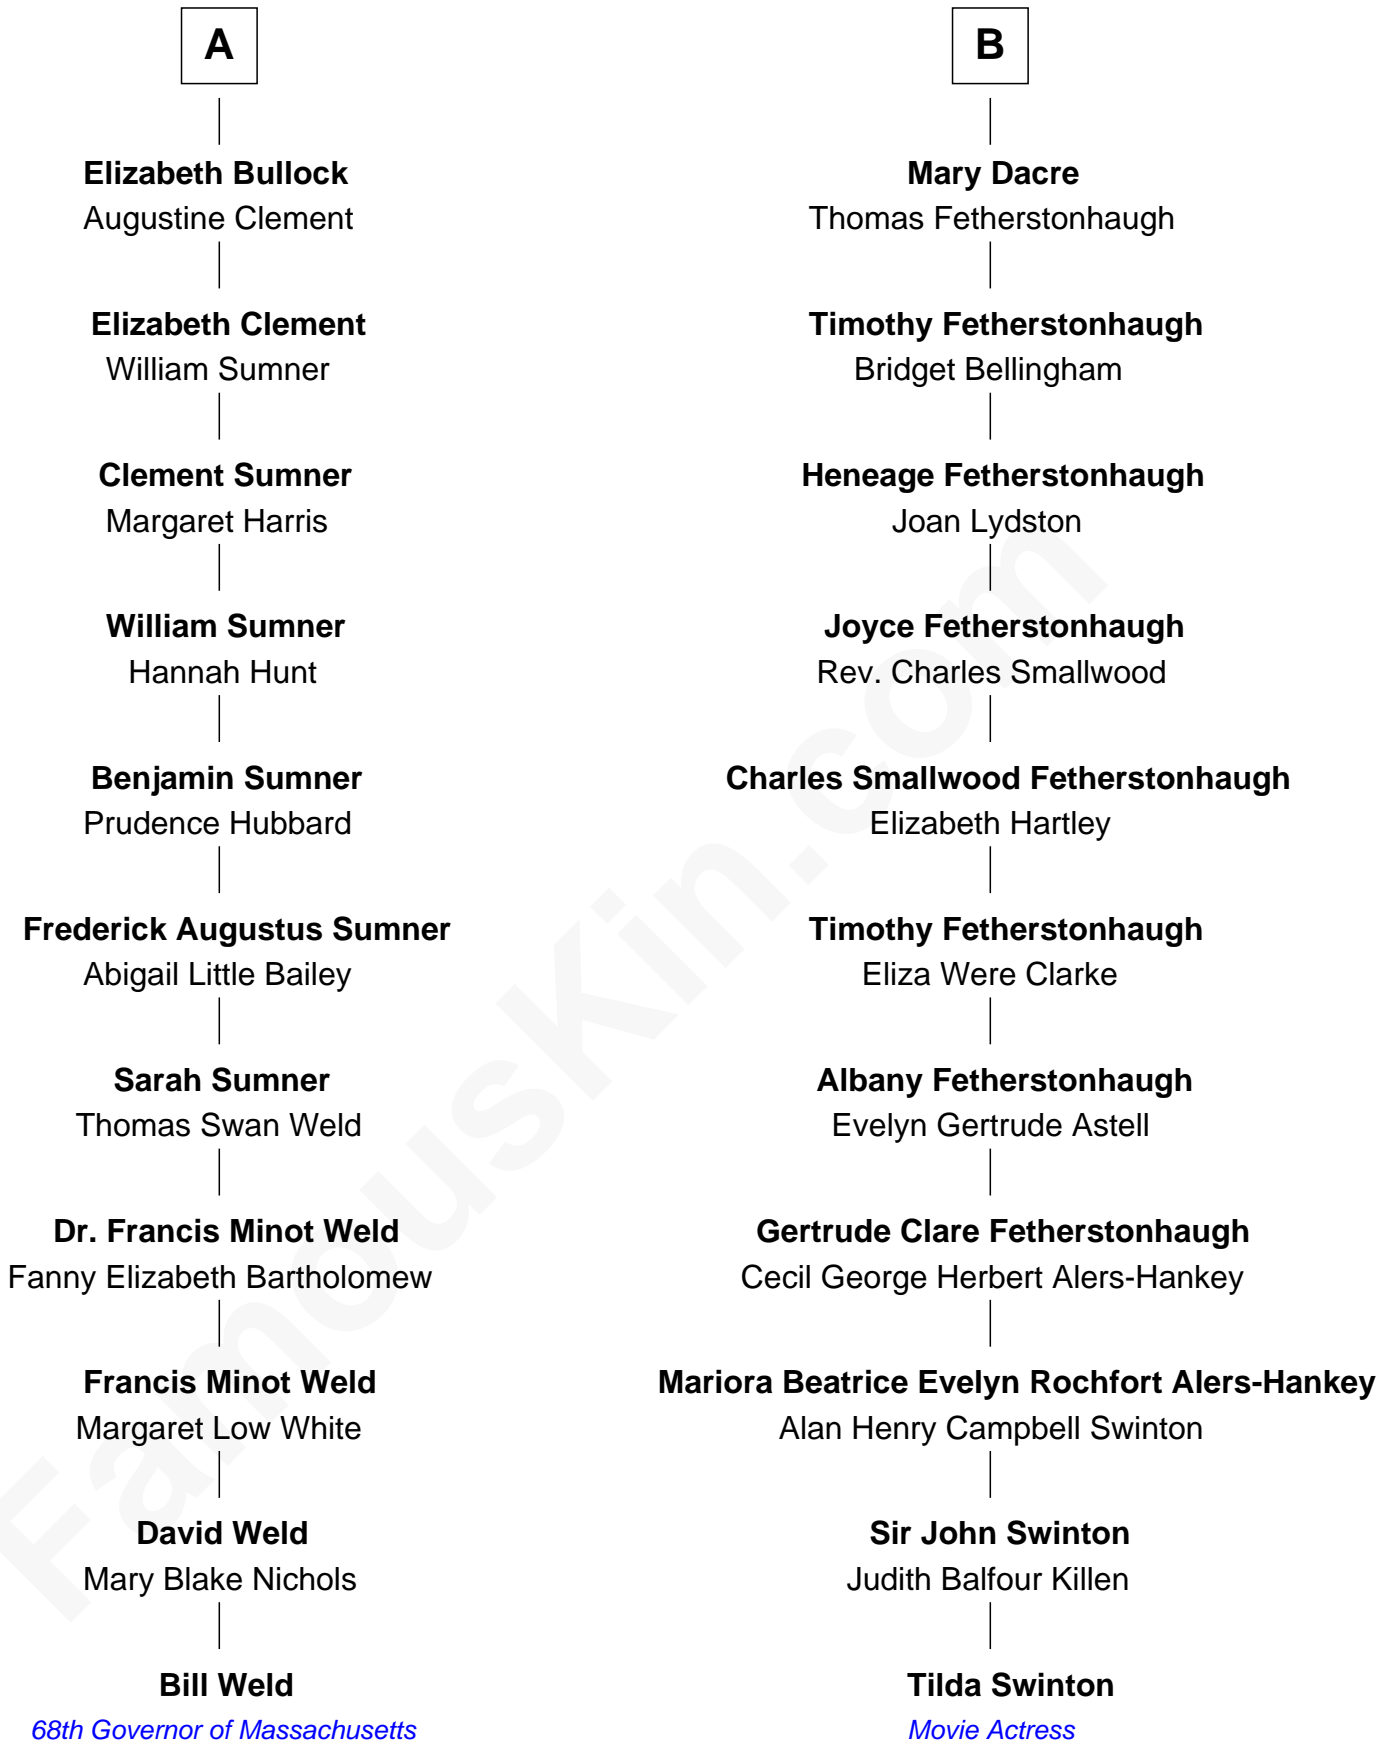 A
Elizabeth Bullock
Augustine Clement
Elizabeth Clement
William Sumner
Clement Sumner
Margaret Harris
William Sumner
Hannah Hunt
Benjamin Sumner
Prudence Hubbard
Frederick Augustus Sumner
Abigail Little Bailey
Sarah Sumner
Thomas Swan Weld
Dr. Francis Minot Weld
Fanny Elizabeth Bartholomew
Francis Minot Weld
Margaret Low White
David Weld
Mary Blake Nichols
Bill Weld
68th Governor of Massachusetts
B
Mary Dacre
Thomas Fetherstonhaugh
Timothy Fetherstonhaugh
Bridget Bellingham
Heneage Fetherstonhaugh
Joan Lydston
Joyce Fetherstonhaugh
Rev. Charles Smallwood
Charles Smallwood Fetherstonhaugh
Elizabeth Hartley
Timothy Fetherstonhaugh
Eliza Were Clarke
Albany Fetherstonhaugh
Evelyn Gertrude Astell
Gertrude Clare Fetherstonhaugh
Cecil George Herbert Alers-Hankey
Mariora Beatrice Evelyn Rochfort Alers-Hankey
Alan Henry Campbell Swinton
Sir John Swinton
Judith Balfour Killen
Tilda Swinton
Movie Actress
FamousKin.com